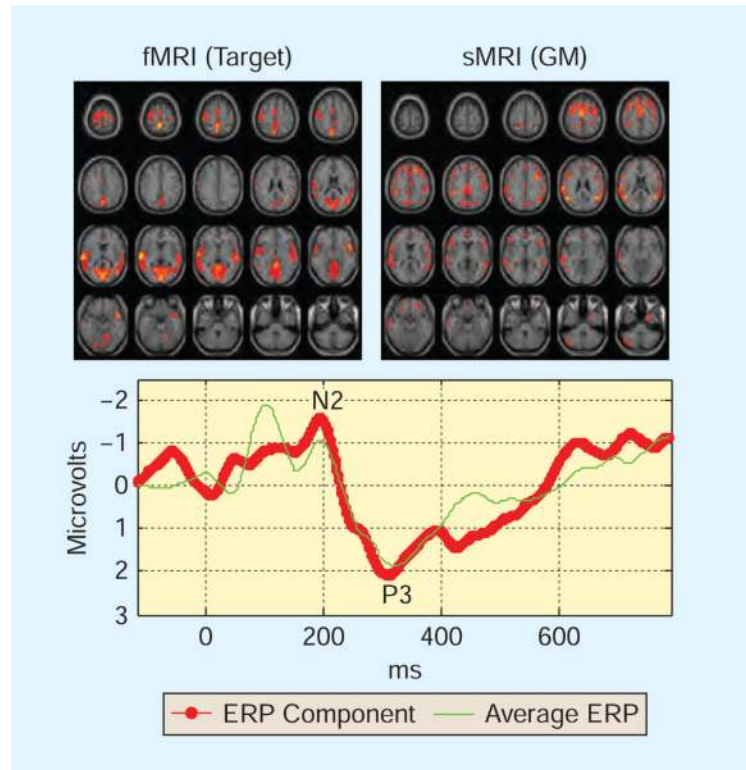 fMRI (Target) sMRI (GM)
−2
−1
0
1
2
3
Microvolts
N2
P3
0 200 400 600
ms
ERP Component Average ERP